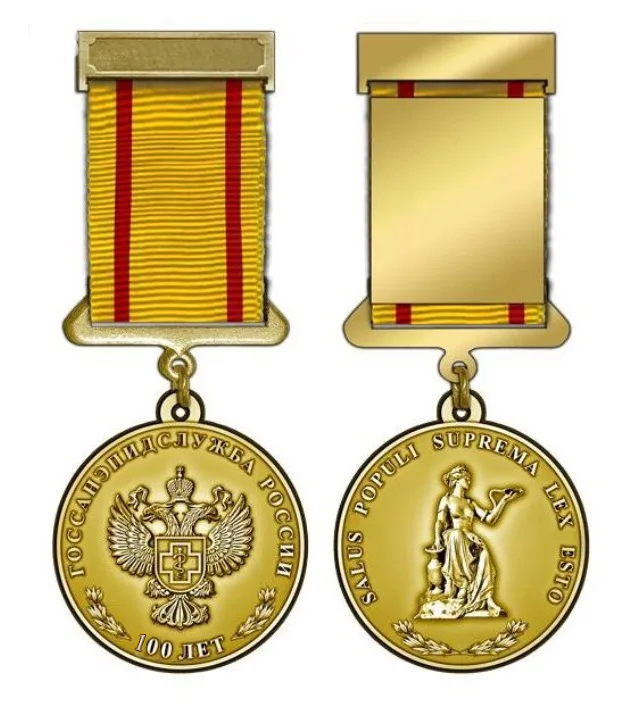 ГОССАНЭПИДСЛУЖБА РОССИИ
100 ЛЕТ
SALUS POPULI SUPREMA LEX ESTO